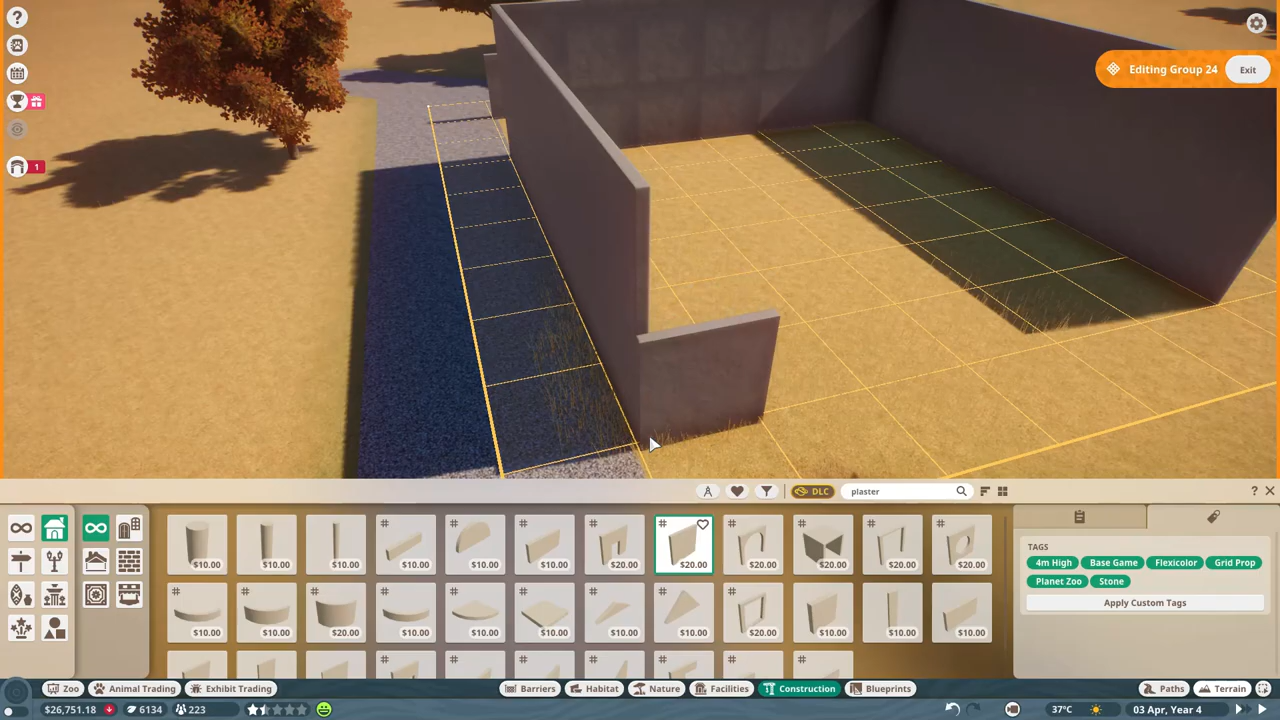 ?
Editing Group 24
Exit
1
DLC
plaster
?
$10.00
$10.00
$10.00
$10.00
$10.00
$10.00
$20.00
$20.00
$20.00
$20.00
$20.00
$20.00
$10.00
$10.00
$20.00
$10.00
$10.00
$10.00
$10.00
$10.00
$20.00
$10.00
$10.00
$10.00
TAGS
4m High
Base Game
Flexicolor
Grid Prop
Planet Zoo
Stone
Apply Custom Tags
Zoo
Animal Trading
Exhibit Trading
Barriers
Habitat
Nature
Facilities
Construction
Blueprints
Paths
Terrain
$26,751.18
6134
223
37°C
03 Apr, Year 4